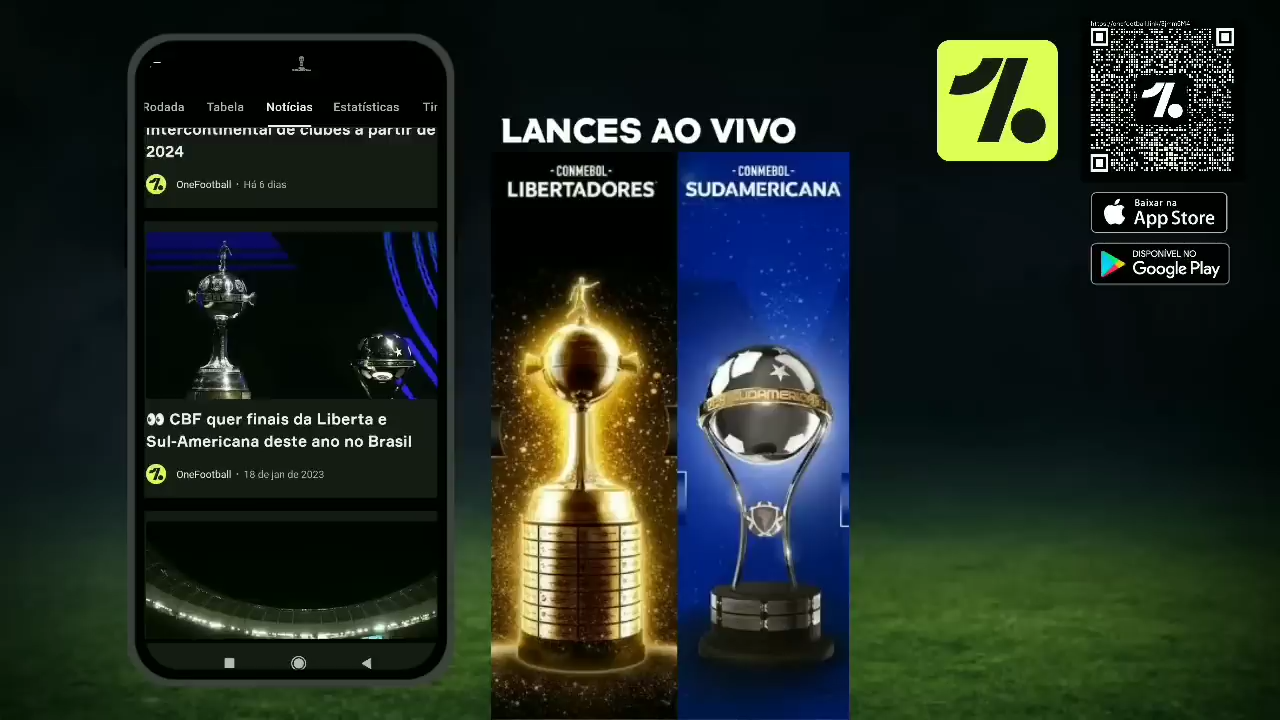 Rodada Tabela Notícias Estatísticas Tir
Intercontinental de clubes a partir de
2024
OneFootball · Há 6 dias
👀 CBF quer finais da Liberta e
Sul-Americana deste ano no Brasil
OneFootball · 18 de jan de 2023
LANCES AO VIVO
- CONMEBOL -
LIBERTADORES
- CONMEBOL -
SUDAMERICANA
SUDAMERICANA
Baixar na
App Store
DISPONÍVEL NO
Google Play